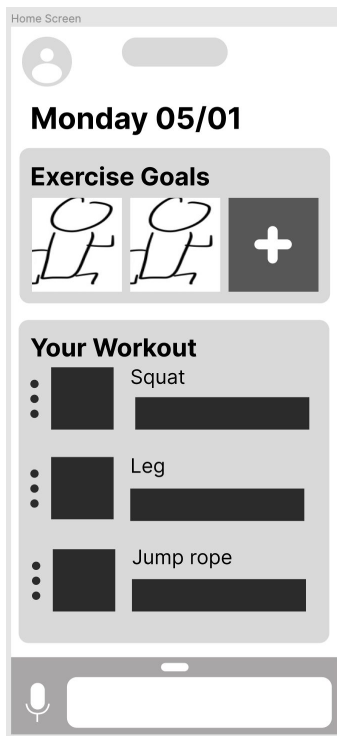 Home Screen
Monday 05/01
Exercise Goals
Your Workout
Squat
Leg
Jump rope